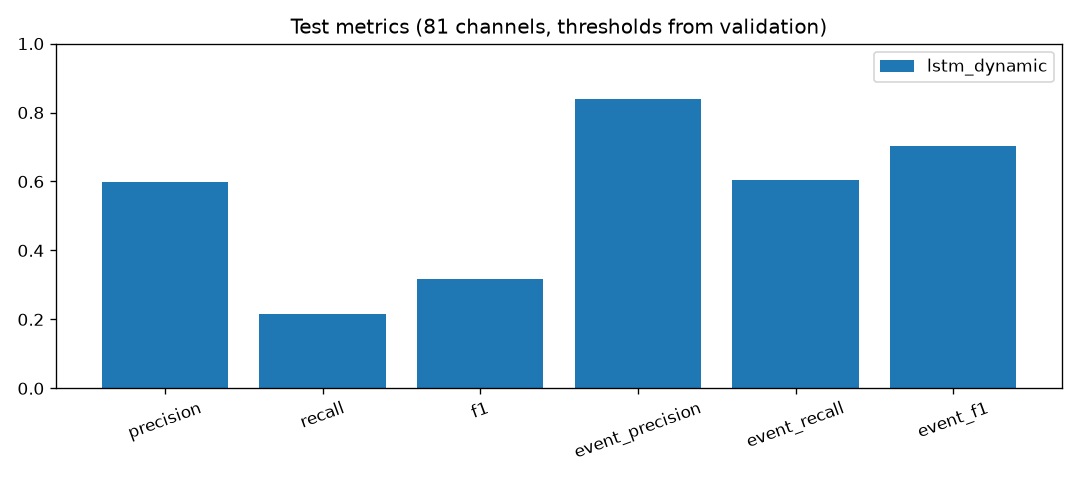 Test metrics (81 channels, thresholds from validation)
1.0
0.8
0.6
0.4
0.2
0.0
lstm_dynamic
precision
recall
f1
event_precision
event_recall
event_f1